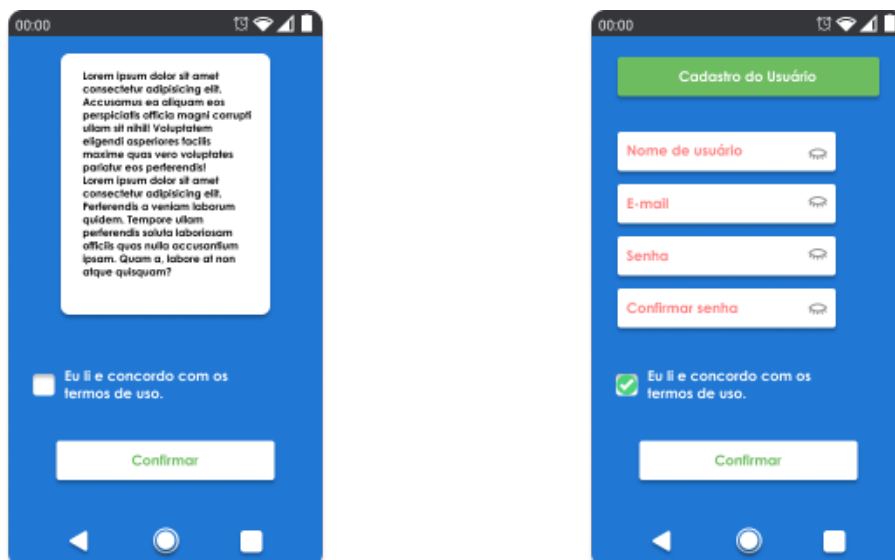 00:00
Lorem ipsum dolor sit amet
consectetur adipisicing elit.
Accusamus ea aliquam eos
perspiciatis officia magni corrupti
ullam sit nihil! Voluptatem
eligendi asperiores facilis
maxime quas vero voluptates
pariatur eos perferendis!
Lorem ipsum dolor sit amet
consectetur adipisicing elit.
Perferendis a veniam laborum
quidem. Tempore ullam
perferendis soluta laboriosam
officiis quas nulla accusantium
ipsam. Quam a, labore at non
atque quisquam?
Eu li e concordo com os
termos de uso.
Confirmar
00:00
Cadastro do Usuário
Nome de usuário
E-mail
Senha
Confirmar senha
Eu li e concordo com os
termos de uso.
Confirmar